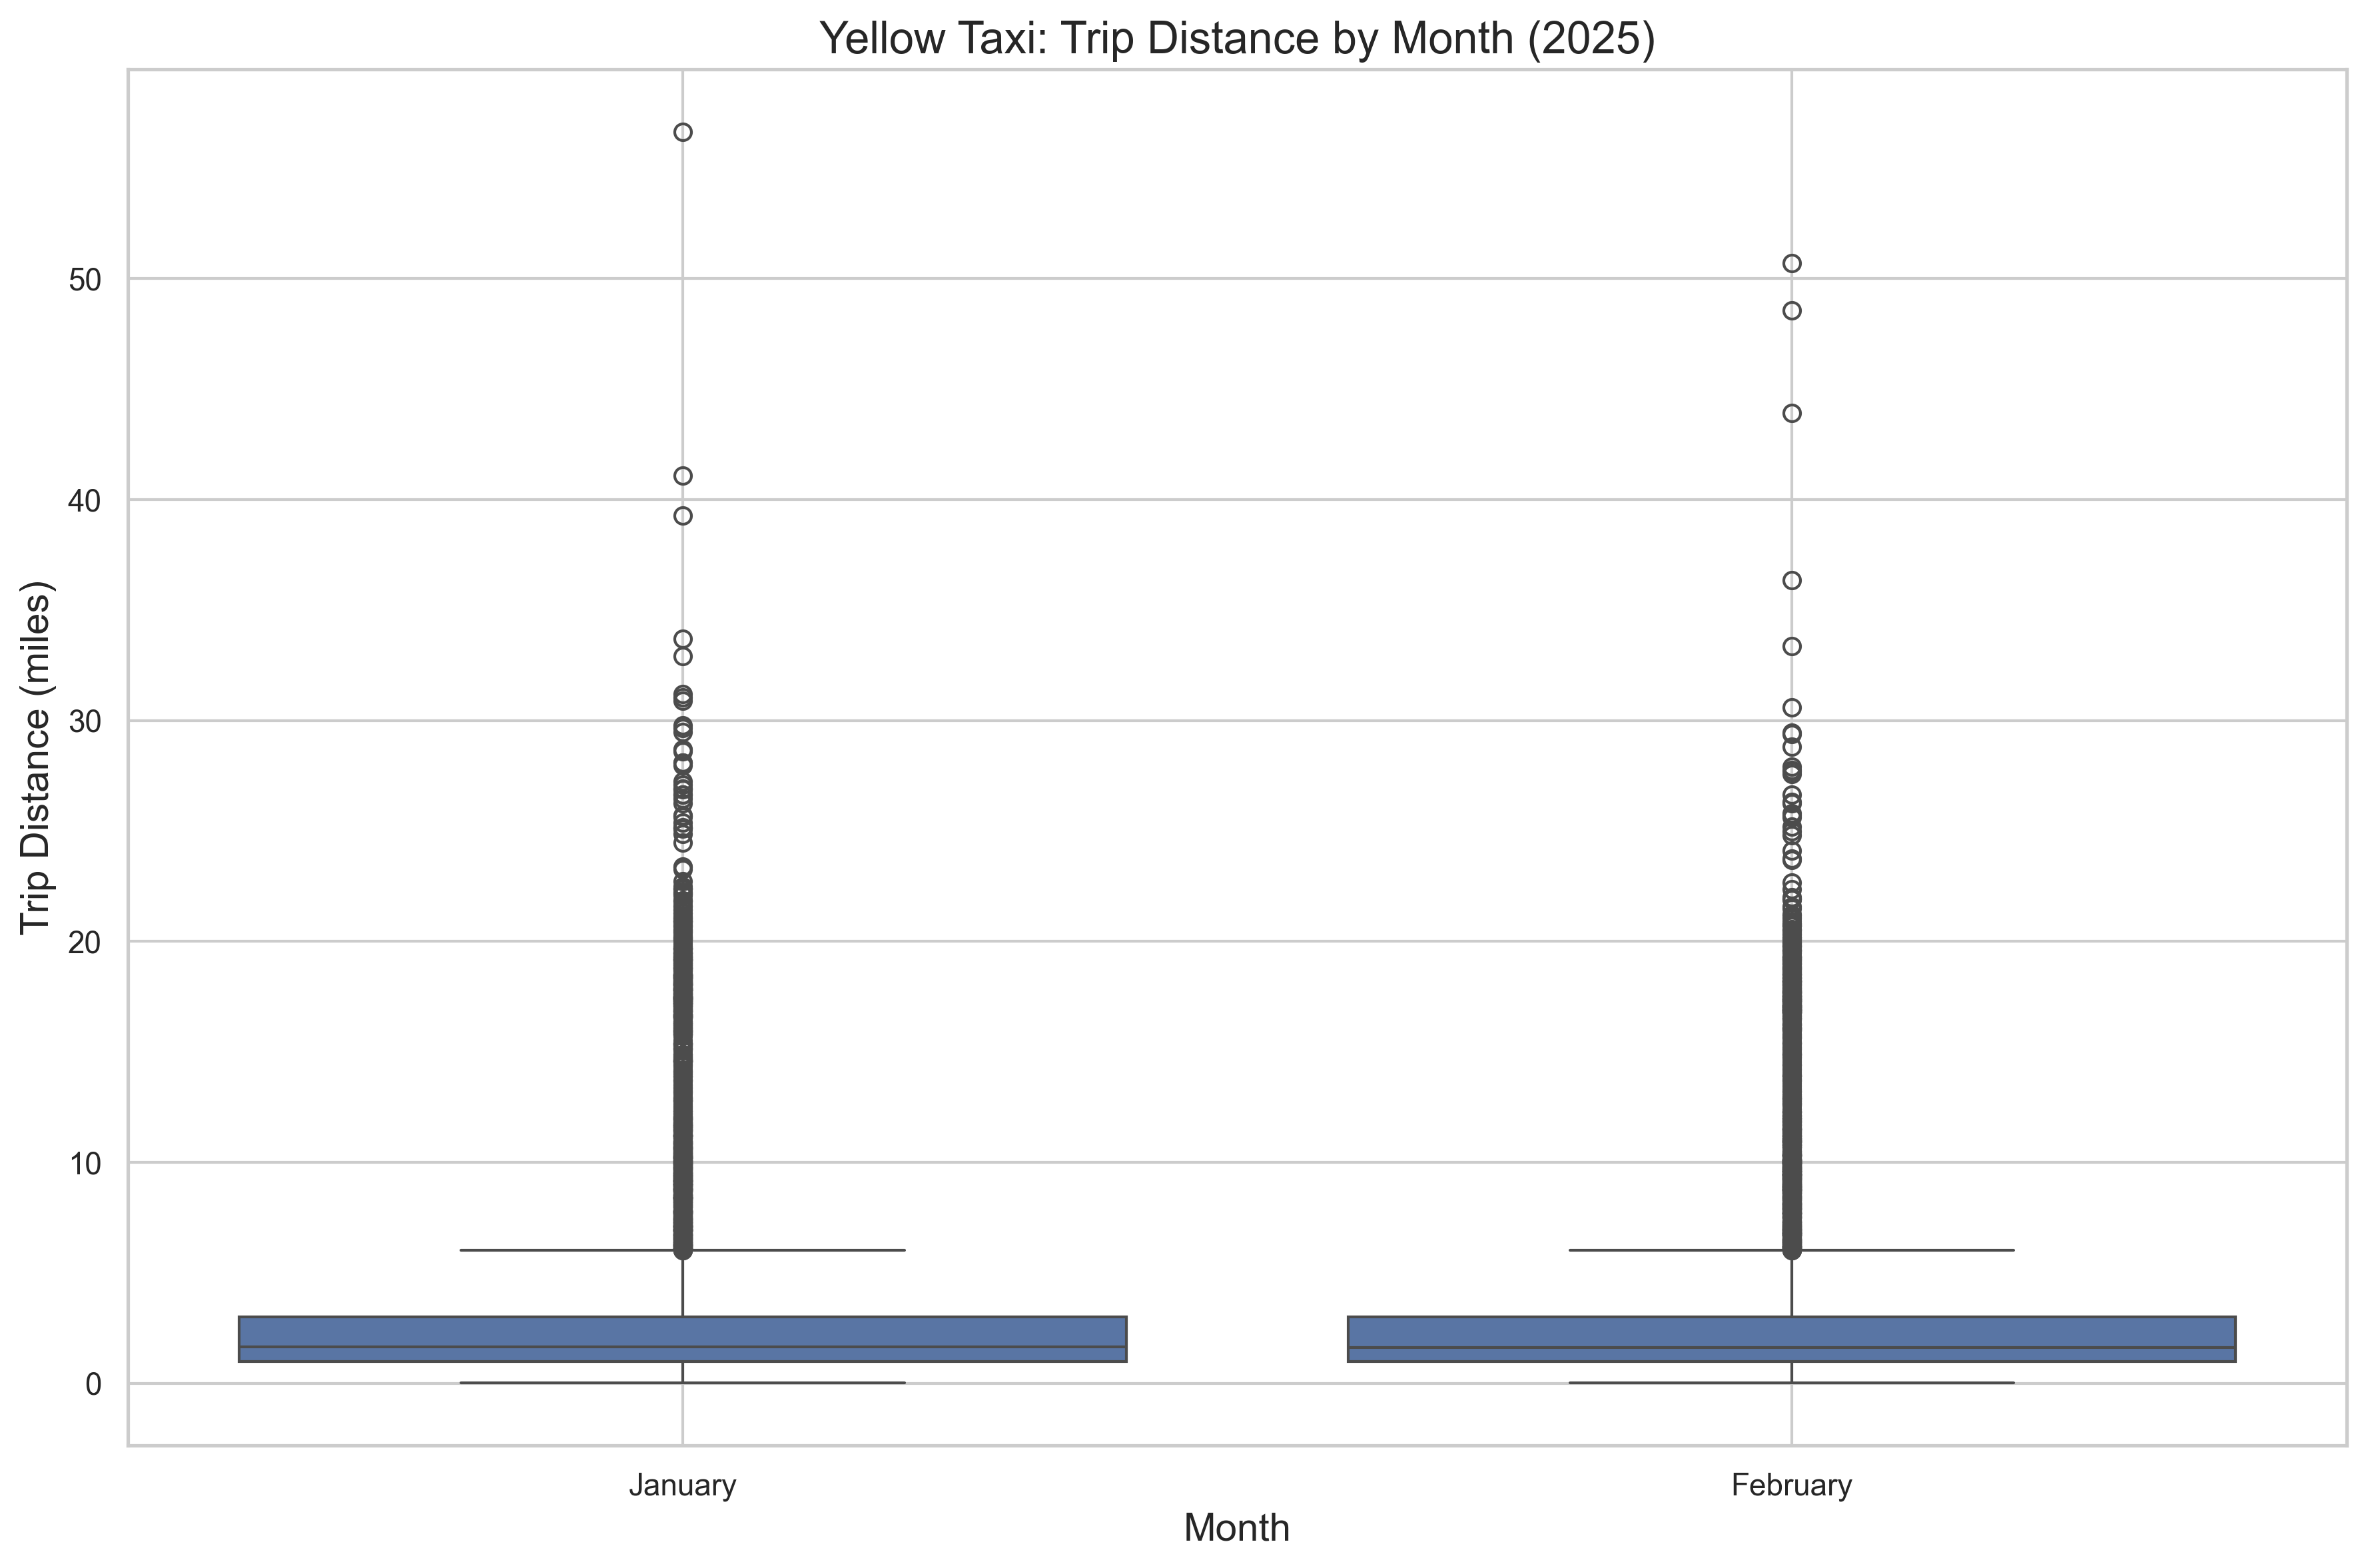 Yellow Taxi: Trip Distance by Month (2025)
Trip Distance (miles)
50
40
30
20
10
0
January
February
Month